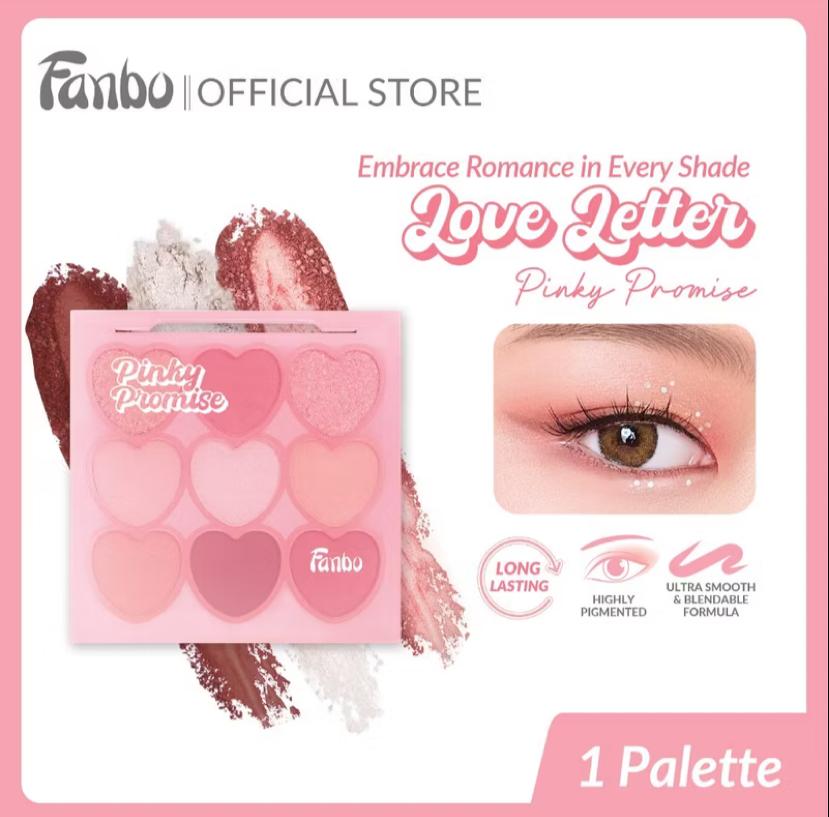 Fanbo || OFFICIAL STORE
Embrace Romance in Every Shade
Love Letter
Pinky Promise
Pinky
Promise
Fanbo
LONG
LASTING
HIGHLY
PIGMENTED
ULTRA SMOOTH
& BLENDABLE
FORMULA
1 Palette